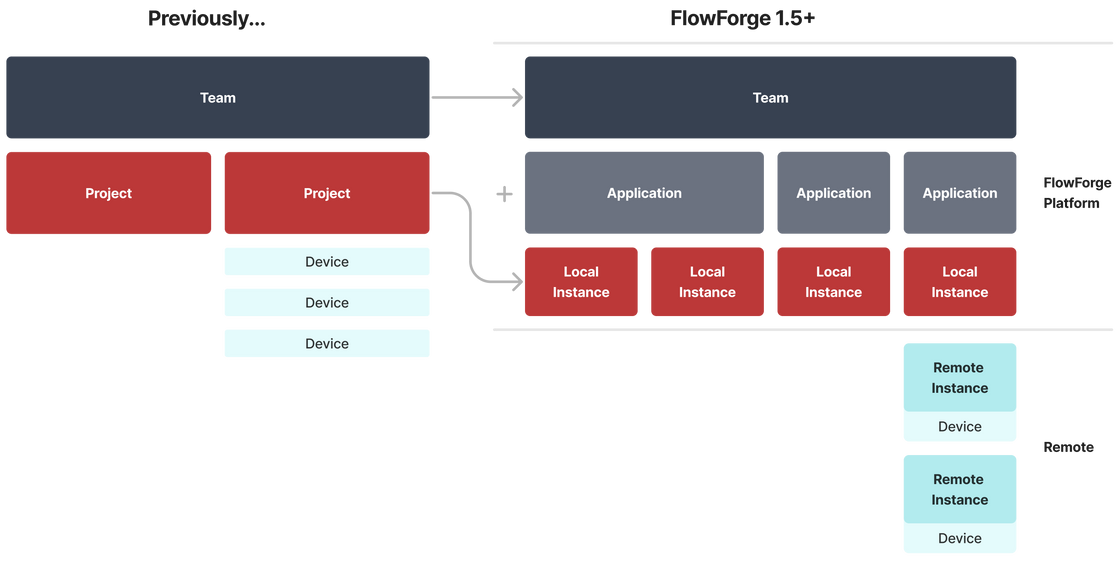 Previously...
FlowForge 1.5+
Team
Team
Project
Project
Application
Application
Application
FlowForge
Platform
Device
Device
Device
Local
Instance
Local
Instance
Local
Instance
Local
Instance
Remote
Instance
Device
Remote
Instance
Device
Remote